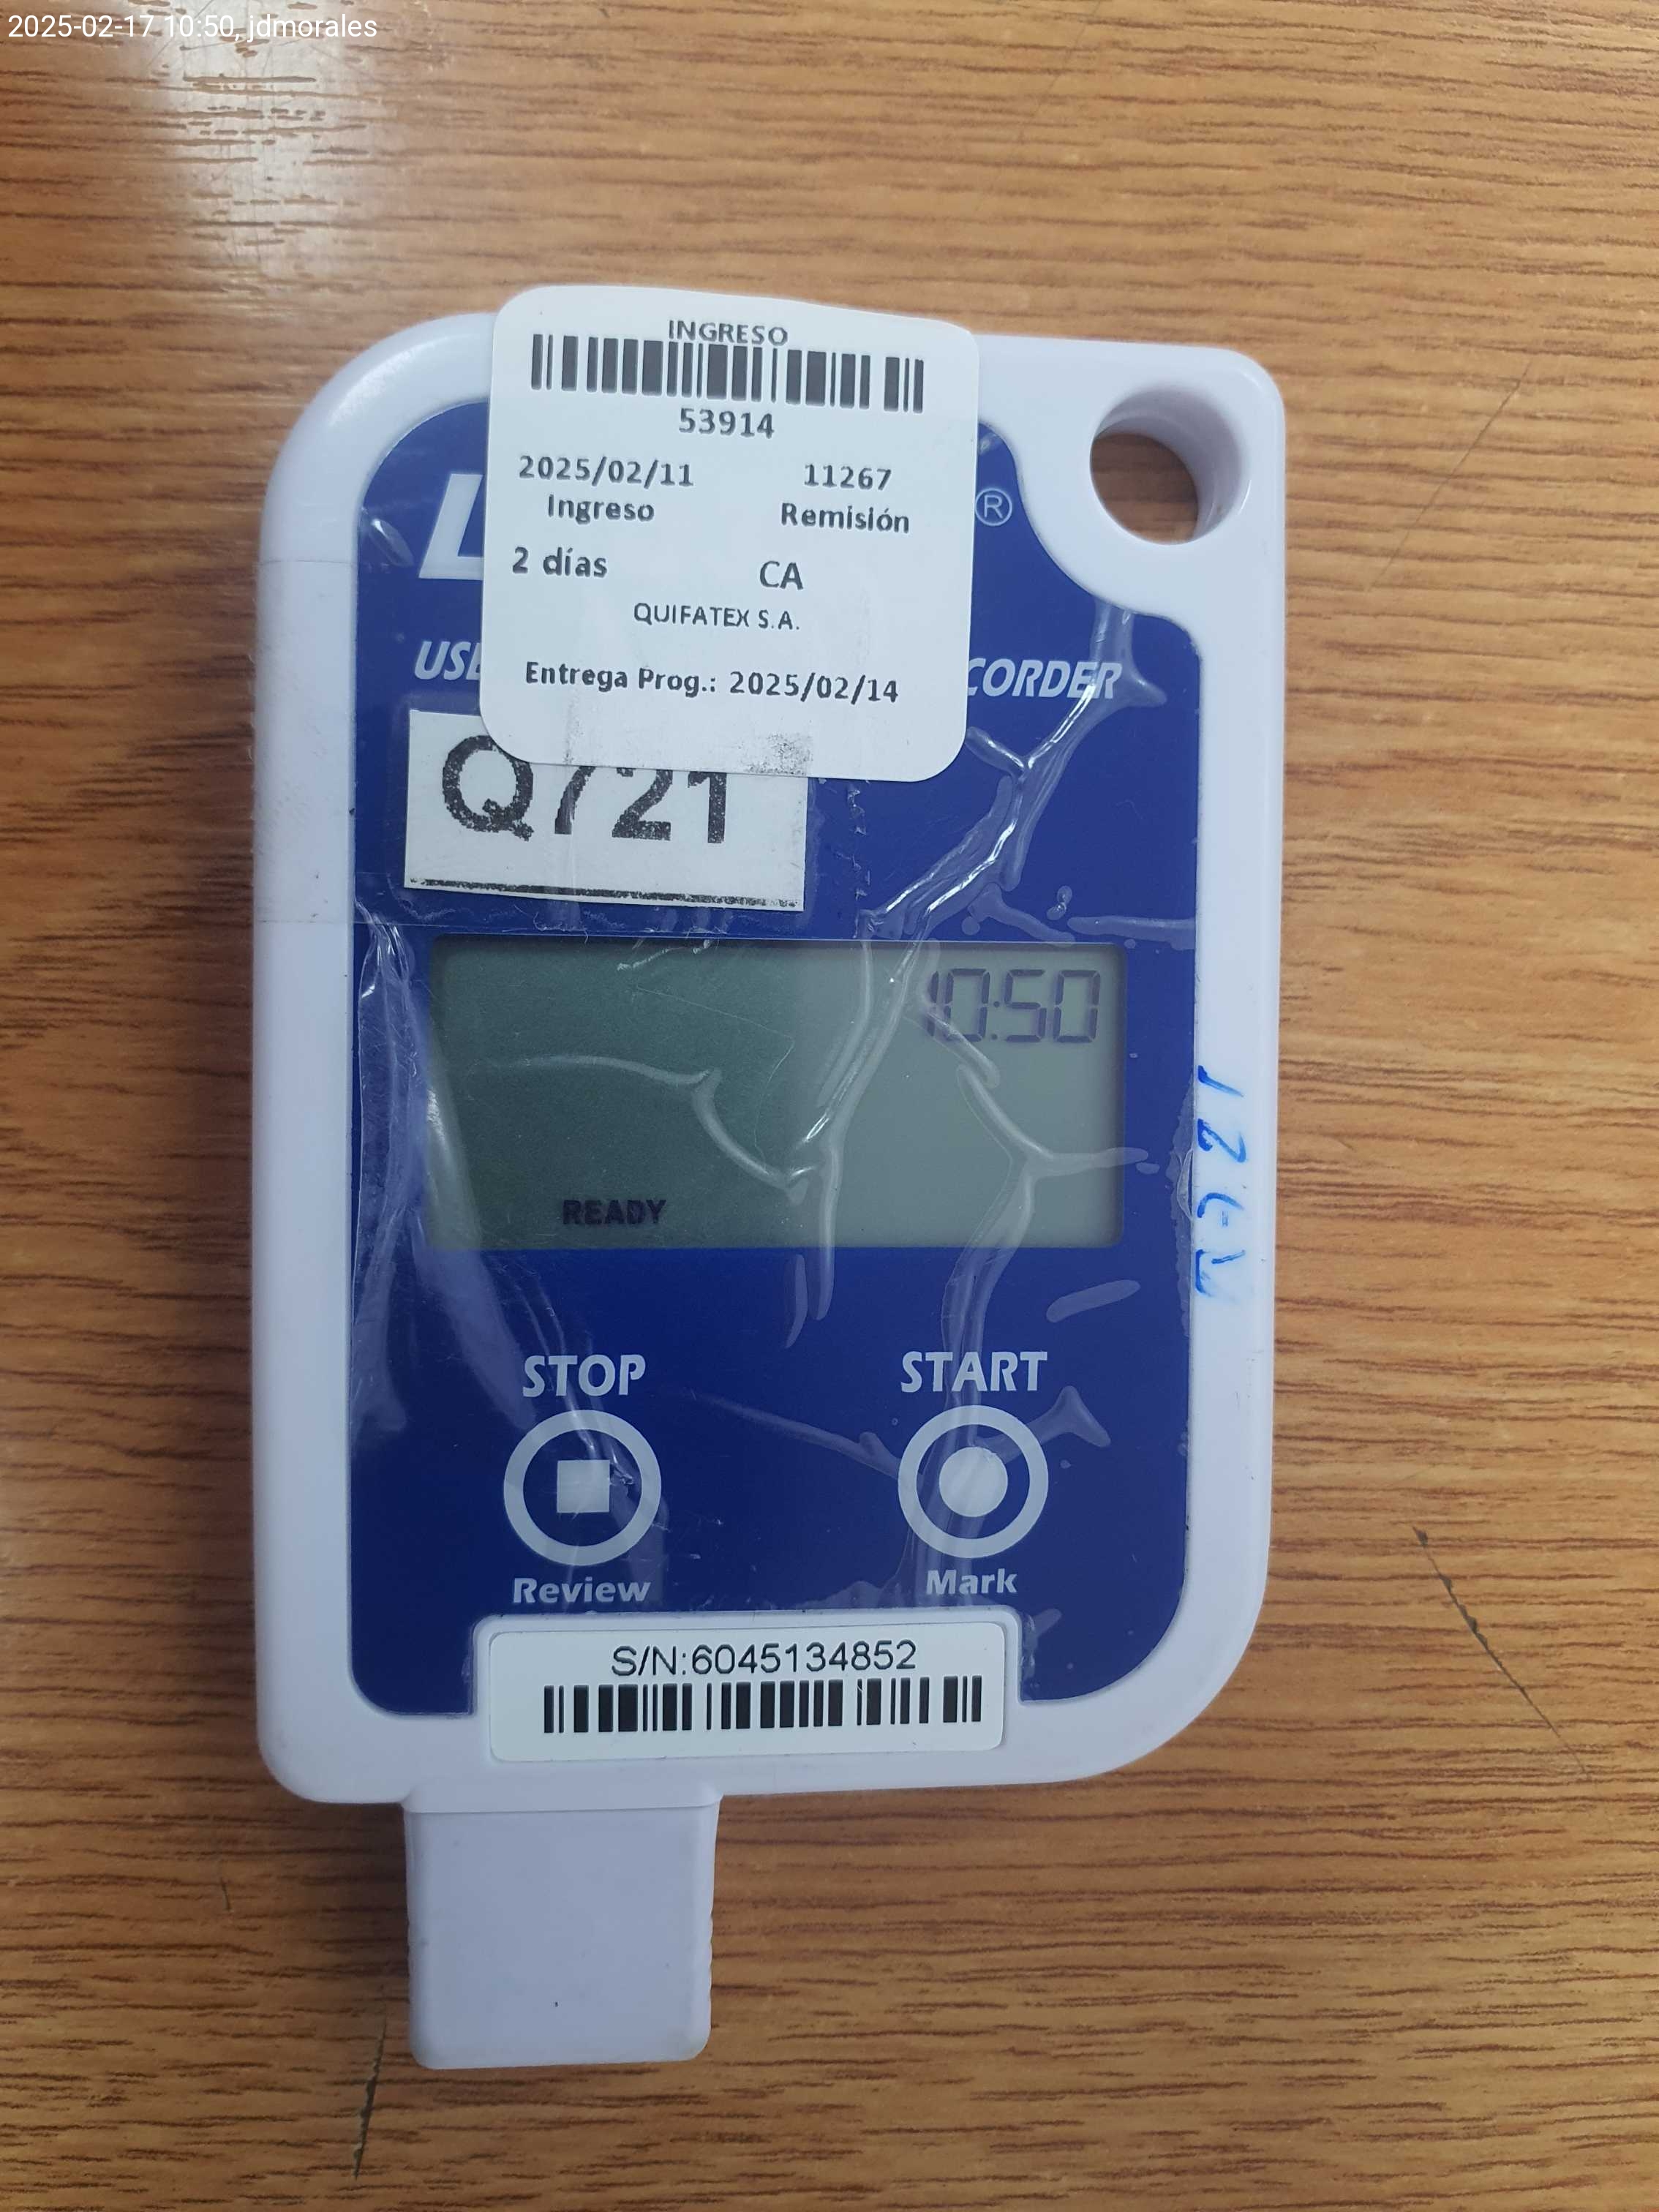 2025-02-17 10:50, jdmorales
INGRESO
53914
2025/02/11 11267
Ingreso Remisión
2 días CA
QUIFATEX S.A.
Entrega Prog.: 2025/02/14
®
Q721
10:50
READY
STOP START
Review Mark
S/N:6045134852
Q721